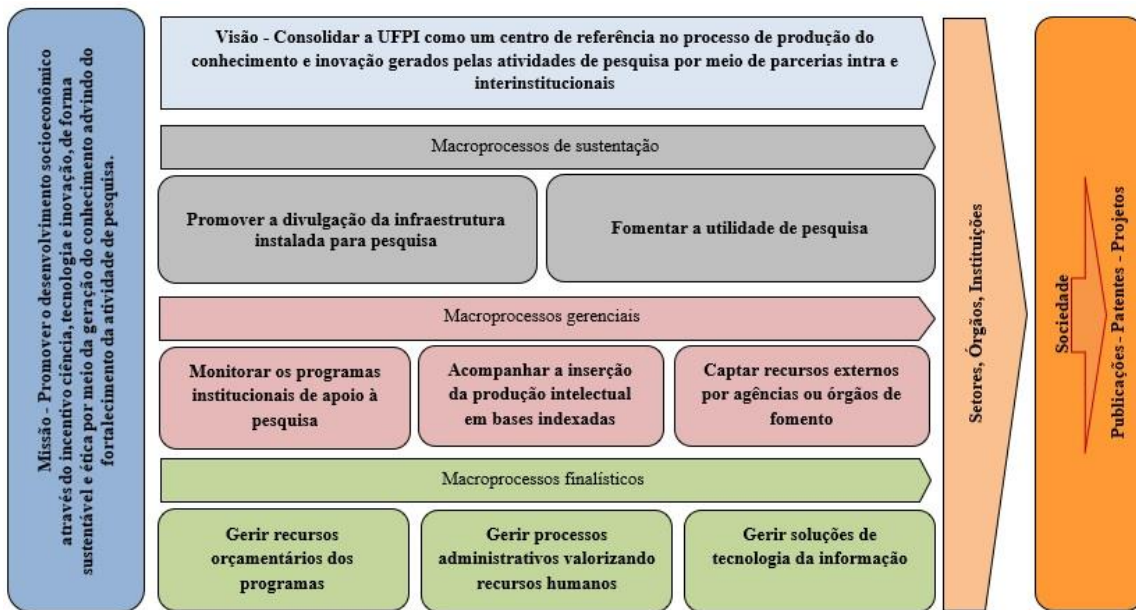 Missão - Promover o desenvolvimento socioeconômico
através do incentivo ciência, tecnologia e inovação, de forma
sustentável e ética por meio da geração do conhecimento advindo do
fortalecimento da atividade de pesquisa.
Visão - Consolidar a UFPI como um centro de referência no processo de produção do
conhecimento e inovação gerados pelas atividades de pesquisa por meio de parcerias intra e
interinstitucionais
Macroprocessos de sustentação
Promover a divulgação da infraestrutura
instalada para pesquisa
Fomentar a utilidade de pesquisa
Macroprocessos gerenciais
Monitorar os programas
institucionais de apoio à
pesquisa
Acompanhar a inserção
da produção intelectual
em bases indexadas
Captar recursos externos
por agências ou órgãos de
fomento
Macroprocessos finalísticos
Gerir recursos
orçamentários dos
programas
Gerir processos
administrativos valorizando
recursos humanos
Gerir soluções de
tecnologia da informação
Setores, Órgãos, Instituições
Sociedade
Publicações - Patentes - Projetos